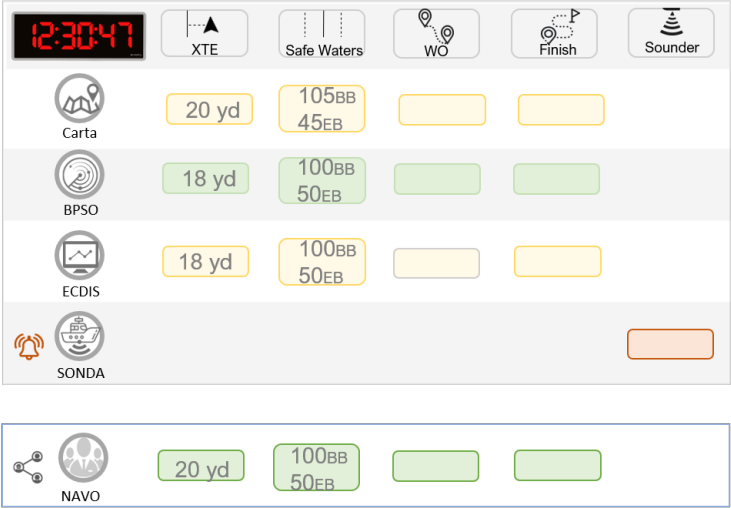 12:30:47
XTE
Safe Waters
WO
Finish
Sounder
Carta
20 yd
105BB
45EB
BPSO
18 yd
100BB
50EB
ECDIS
18 yd
100BB
50EB
SONDA
NAVO
20 yd
100BB
50EB